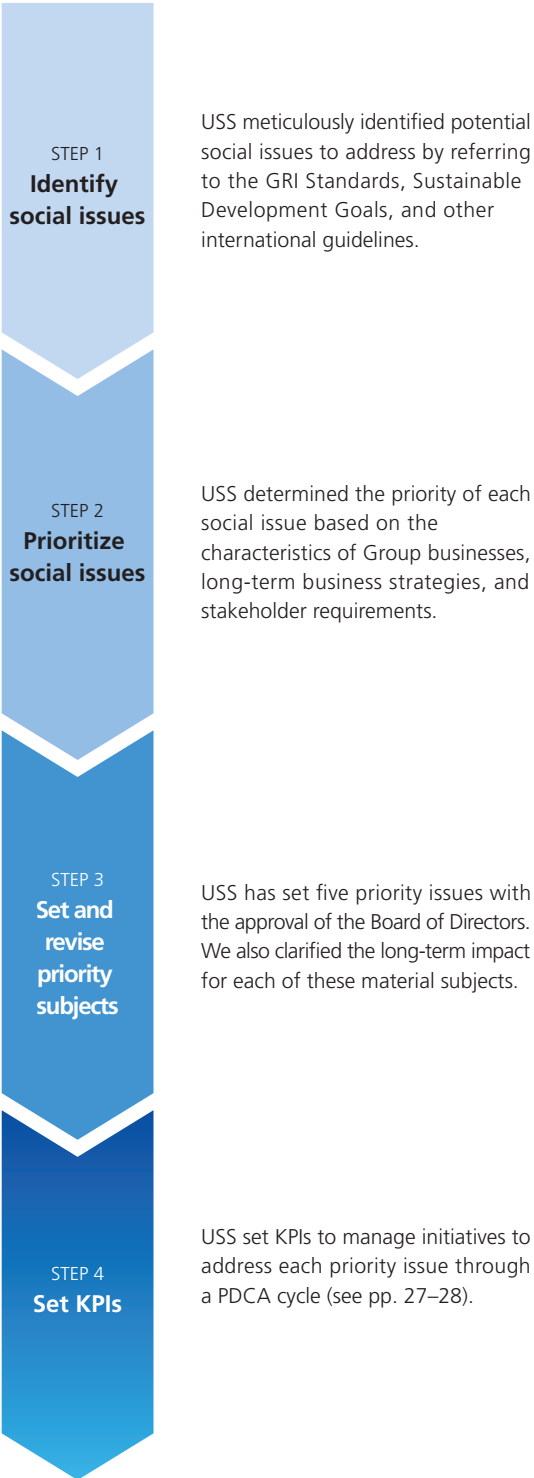 STEP 1
Identify
social issues
USS meticulously identified potential
social issues to address by referring
to the GRI Standards, Sustainable
Development Goals, and other
international guidelines.
STEP 2
Prioritize
social issues
USS determined the priority of each
social issue based on the
characteristics of Group businesses,
long-term business strategies, and
stakeholder requirements.
STEP 3
Set and
revise
priority
subjects
USS has set five priority issues with
the approval of the Board of Directors.
We also clarified the long-term impact
for each of these material subjects.
STEP 4
Set KPIs
USS set KPIs to manage initiatives to
address each priority issue through
a PDCA cycle (see pp. 27–28).